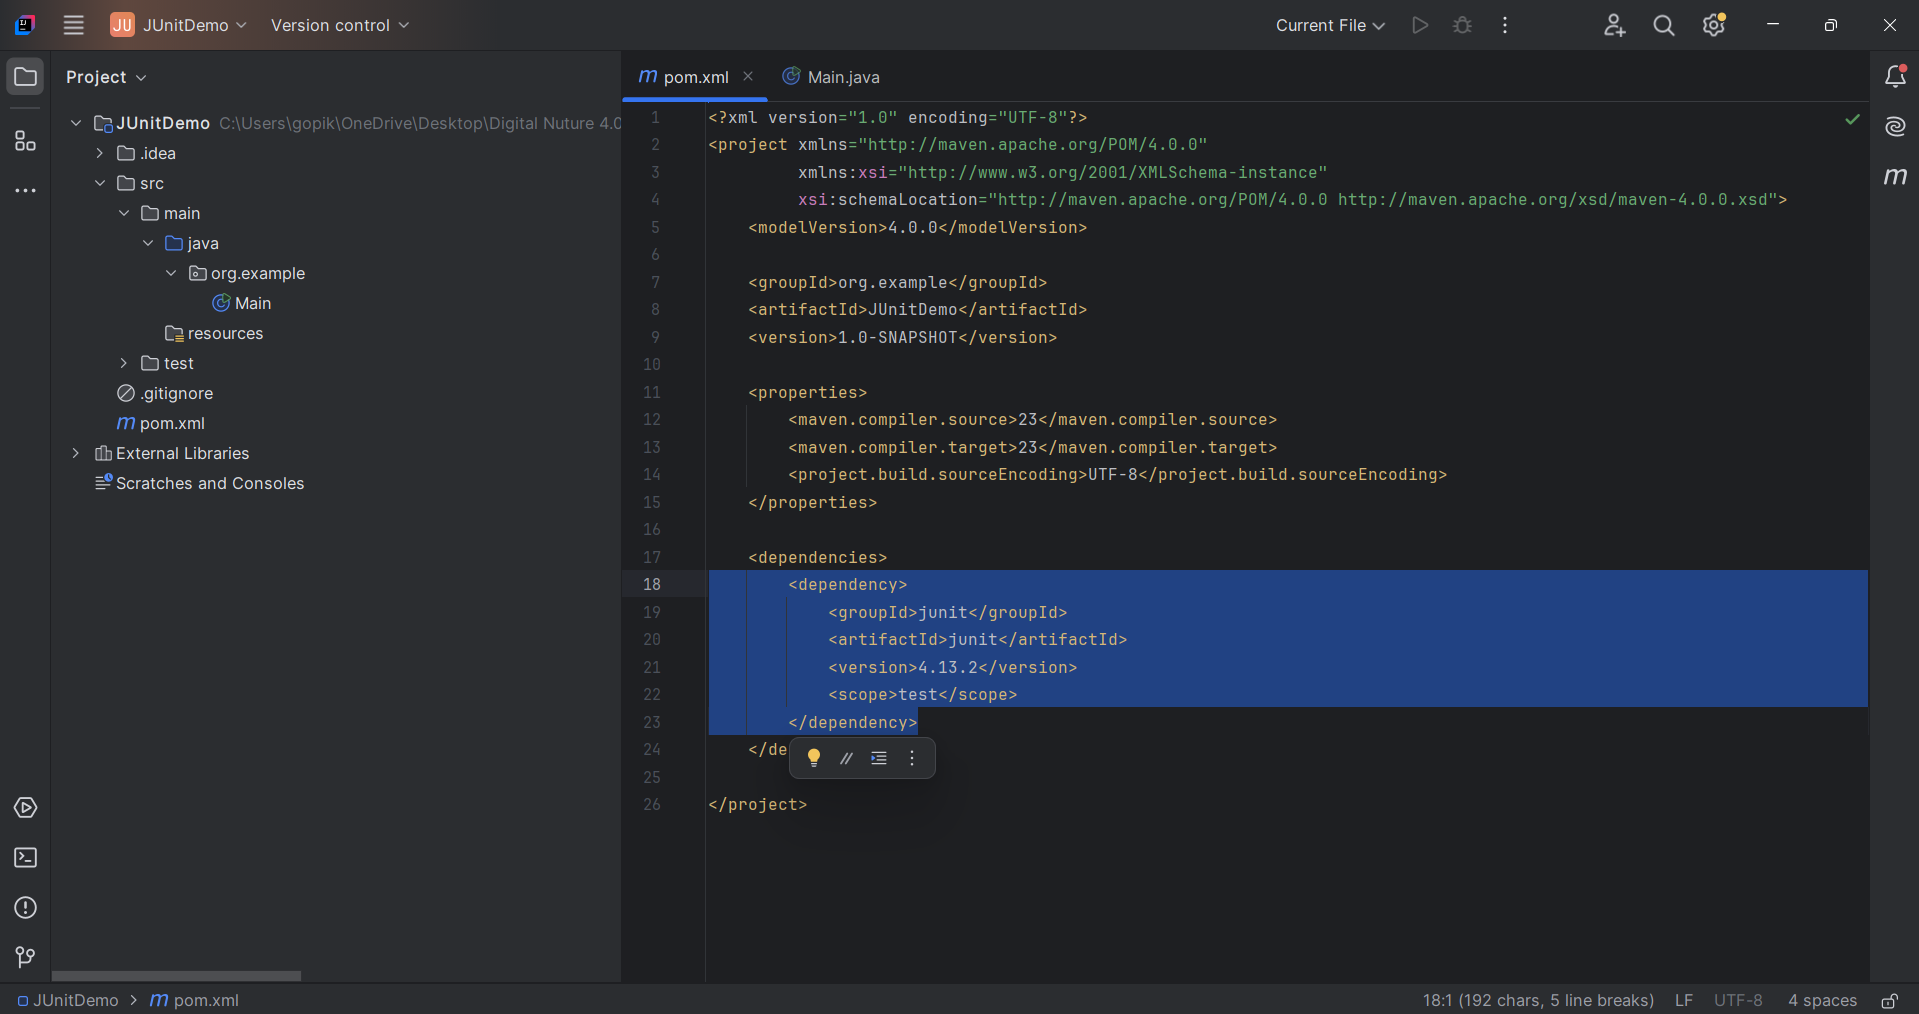 JU JUnitDemo Version control Current File
Project
JUnitDemo C:\Users\gopik\OneDrive\Desktop\Digital Nuture 4.0
.idea
src
main
java
org.example
Main
resources
test
.gitignore
m pom.xml
External Libraries
Scratches and Consoles
m pom.xml Main.java
1 <?xml version="1.0" encoding="UTF-8"?>
2 <project xmlns="http://maven.apache.org/POM/4.0.0"
3 xmlns:xsi="http://www.w3.org/2001/XMLSchema-instance"
4 xsi:schemaLocation="http://maven.apache.org/POM/4.0.0 http://maven.apache.org/xsd/maven-4.0.0.xsd">
5 <modelVersion>4.0.0</modelVersion>
6
7 <groupId>org.example</groupId>
8 <artifactId>JUnitDemo</artifactId>
9 <version>1.0-SNAPSHOT</version>
10
11 <properties>
12 <maven.compiler.source>23</maven.compiler.source>
13 <maven.compiler.target>23</maven.compiler.target>
14 <project.build.sourceEncoding>UTF-8</project.build.sourceEncoding>
15 </properties>
16
17 <dependencies>
18 <dependency>
19 <groupId>junit</groupId>
20 <artifactId>junit</artifactId>
21 <version>4.13.2</version>
22 <scope>test</scope>
23 </dependency>
24 </de
25
26 </project>
m
JUnitDemo > m pom.xml 18:1 (192 chars, 5 line breaks) LF UTF-8 4 spaces